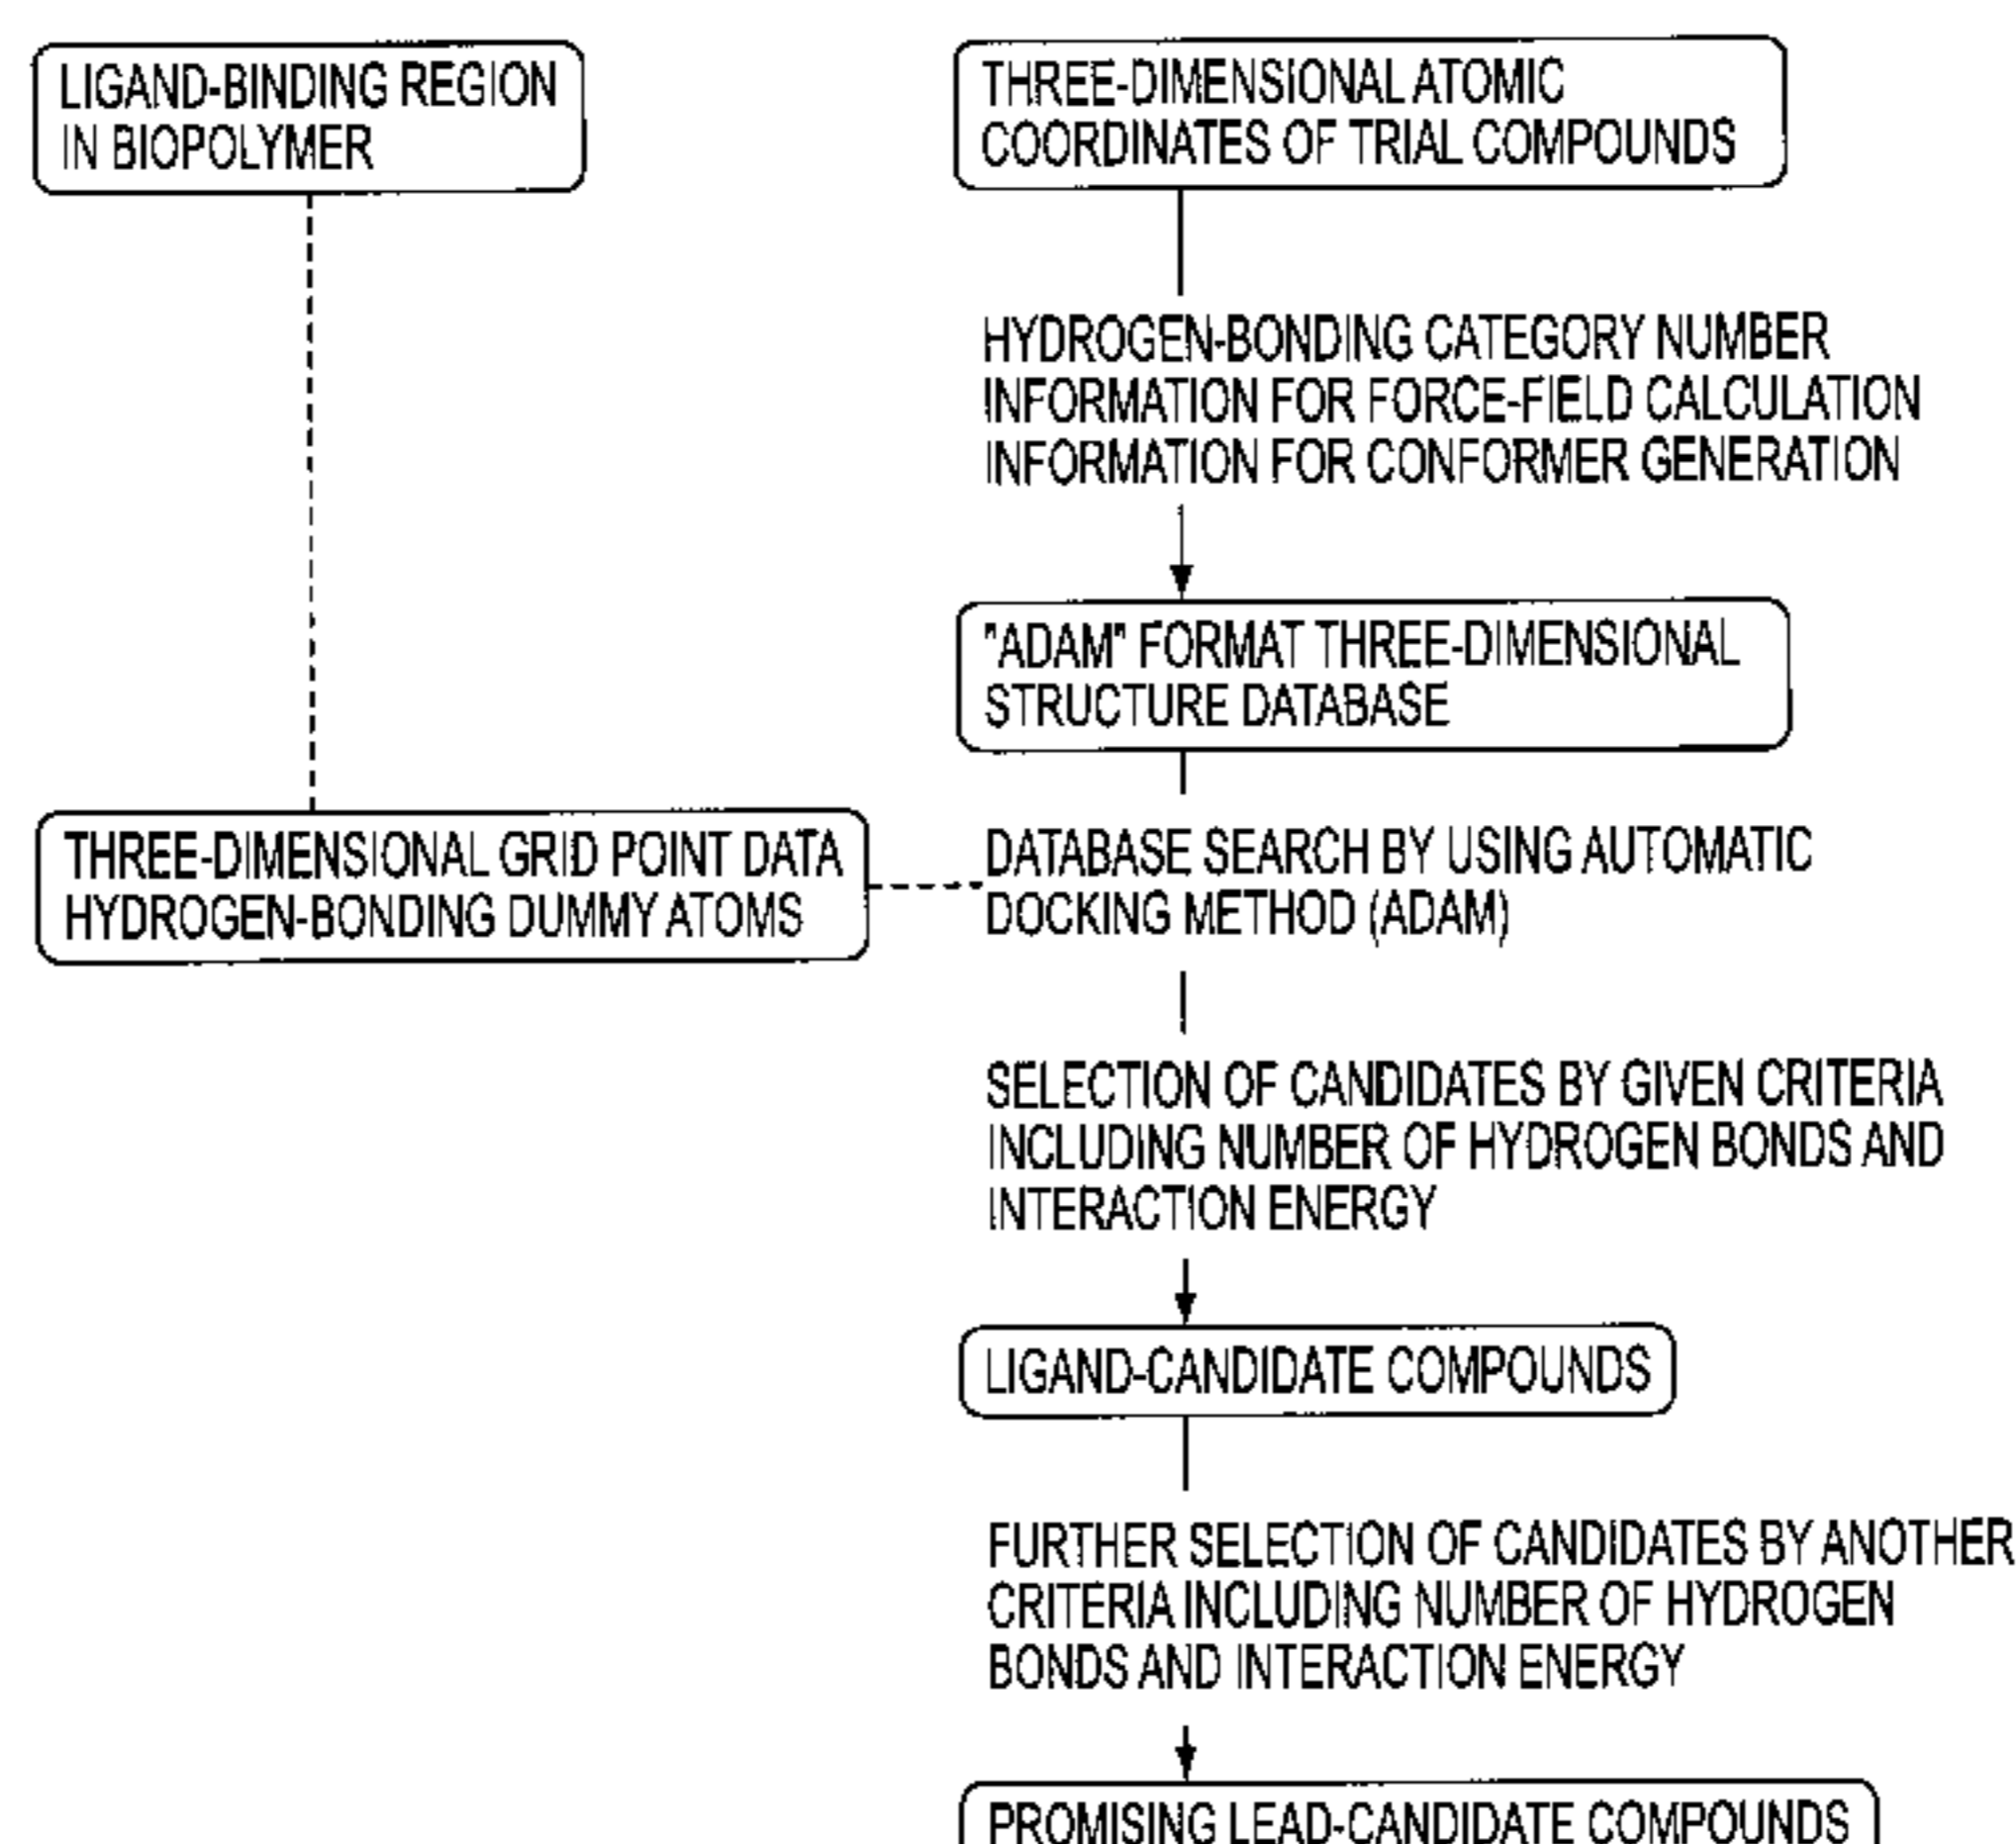 LIGAND-BINDING REGION
IN BIOPOLYMER
THREE-DIMENSIONAL ATOMIC
COORDINATES OF TRIAL COMPOUNDS
HYDROGEN-BONDING CATEGORY NUMBER
INFORMATION FOR FORCE-FIELD CALCULATION
INFORMATION FOR CONFORMER GENERATION
"ADAM" FORMAT THREE-DIMENSIONAL
STRUCTURE DATABASE
THREE-DIMENSIONAL GRID POINT DATA
HYDROGEN-BONDING DUMMY ATOMS
DATABASE SEARCH BY USING AUTOMATIC
DOCKING METHOD (ADAM)
SELECTION OF CANDIDATES BY GIVEN CRITERIA
INCLUDING NUMBER OF HYDROGEN BONDS AND
INTERACTION ENERGY
LIGAND-CANDIDATE COMPOUNDS
FURTHER SELECTION OF CANDIDATES BY ANOTHER
CRITERIA INCLUDING NUMBER OF HYDROGEN
BONDS AND INTERACTION ENERGY
PROMISING LEAD-CANDIDATE COMPOUNDS